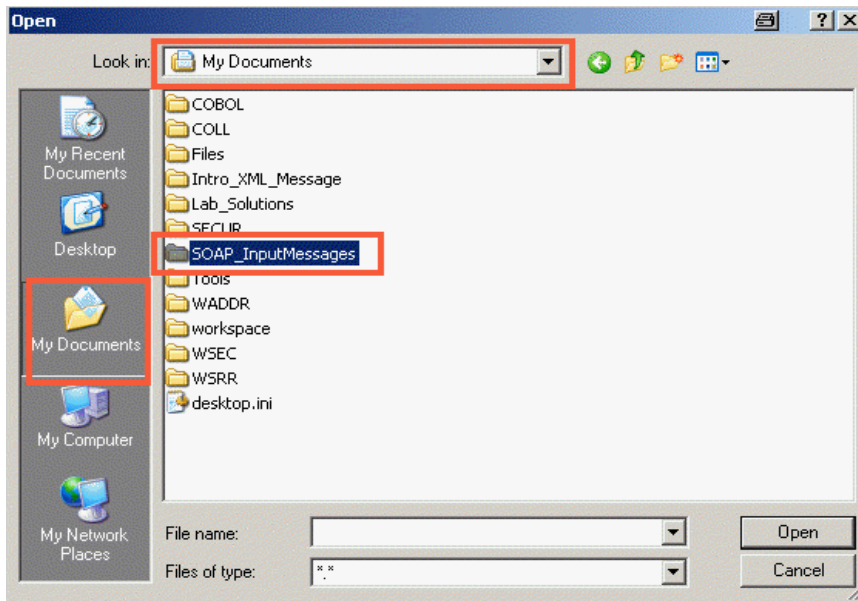 Open
Look in:
My Documents
My Recent
Documents
Desktop
My Documents
My Computer
My Network
Places
COBOL
COLL
Files
Intro_XML_Message
Lab_Solutions
SECUR
SOAP_InputMessages
Tools
WADDR
workspace
WSEC
WSRR
desktop.ini
File name:
Open
Files of type:
*.*
Cancel